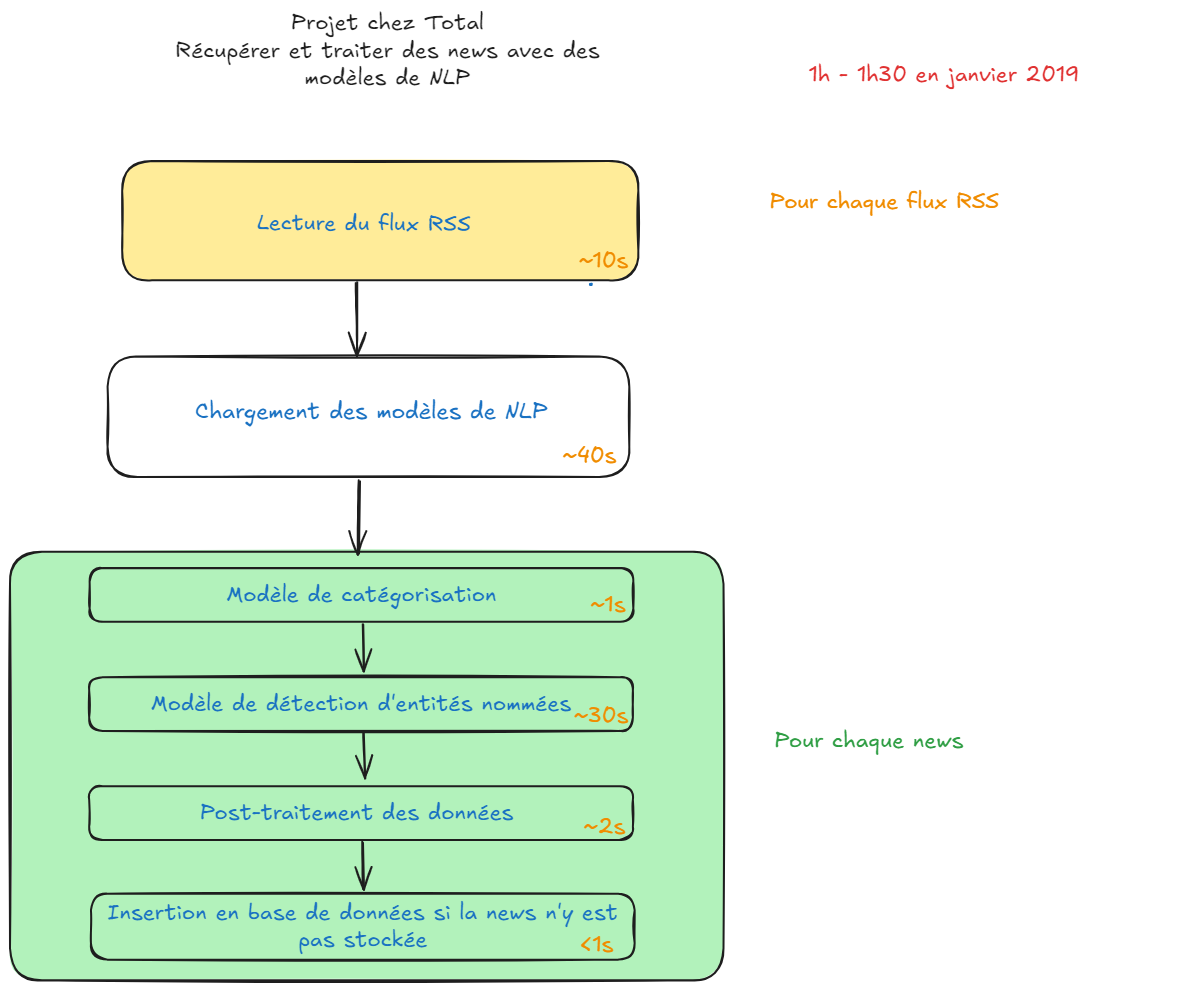 Projet chez Total
Récupérer et traiter des news avec des
modèles de NLP
1h - 1h30 en janvier 2019
Pour chaque flux RSS
Lecture du flux RSS
~10s
Chargement des modèles de NLP
~40s
Modèle de catégorisation
~1s
Modèle de détection d'entités nommées
~30s
Pour chaque news
Post-traitement des données
~2s
Insertion en base de données si la news n'y est
pas stockée
<1s